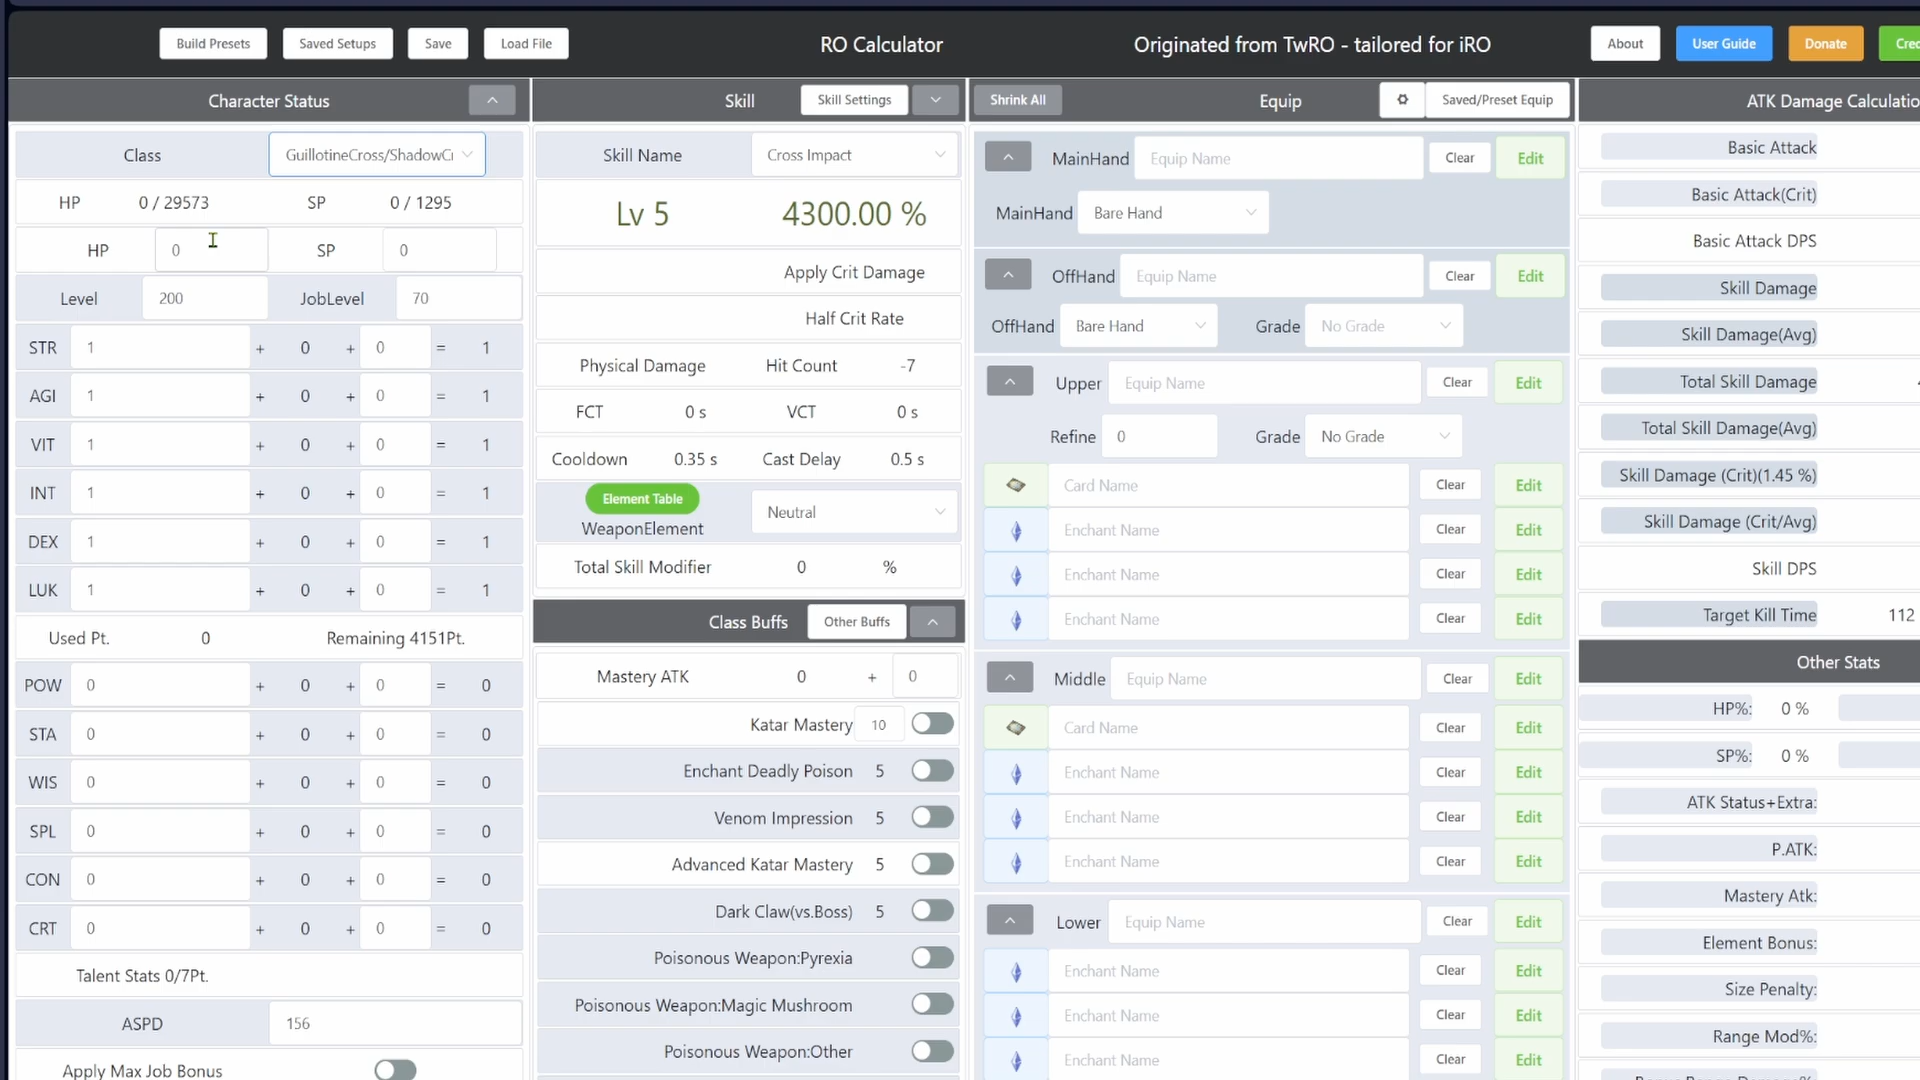 Build Presets
Saved Setups
Save
Load File
RO Calculator
Originated from TwRO - tailored for iRO
About
User Guide
Donate
Character Status
Class
GuillotineCross/ShadowCr
HP 0 / 29573 SP 0 / 1295
HP 0 SP 0
Level 200 JobLevel 70
STR 1 + 0 + 0 = 1
AGI 1 + 0 + 0 = 1
VIT 1 + 0 + 0 = 1
INT 1 + 0 + 0 = 1
DEX 1 + 0 + 0 = 1
LUK 1 + 0 + 0 = 1
Used Pt. 0 Remaining 4151Pt.
POW 0 + 0 + 0 = 0
STA 0 + 0 + 0 = 0
WIS 0 + 0 + 0 = 0
SPL 0 + 0 + 0 = 0
CON 0 + 0 + 0 = 0
CRT 0 + 0 + 0 = 0
Talent Stats 0/7Pt.
ASPD 156
Apply Max Job Bonus
Skill
Skill Settings
Skill Name Cross Impact
Lv 5 4300.00 %
Apply Crit Damage
Half Crit Rate
Physical Damage Hit Count -7
FCT 0 s VCT 0 s
Cooldown 0.35 s Cast Delay 0.5 s
Element Table
WeaponElement
Neutral
Total Skill Modifier 0 %
Class Buffs
Other Buffs
Mastery ATK 0 + 0
Katar Mastery 10
Enchant Deadly Poison 5
Venom Impression 5
Advanced Katar Mastery 5
Dark Claw(vs.Boss) 5
Poisonous Weapon:Pyrexia
Poisonous Weapon:Magic Mushroom
Poisonous Weapon:Other
Shrink All
Equip
Saved/Preset Equip
MainHand Equip Name Clear Edit
MainHand Bare Hand
OffHand Equip Name Clear Edit
OffHand Bare Hand Grade No Grade
Upper Equip Name Clear Edit
Refine 0 Grade No Grade
Card Name Clear Edit
Enchant Name Clear Edit
Enchant Name Clear Edit
Enchant Name Clear Edit
Middle Equip Name Clear Edit
Card Name Clear Edit
Enchant Name Clear Edit
Enchant Name Clear Edit
Enchant Name Clear Edit
Lower Equip Name Clear Edit
Enchant Name Clear Edit
Enchant Name Clear Edit
Enchant Name Clear Edit
ATK Damage Calculatio
Basic Attack
Basic Attack(Crit)
Basic Attack DPS
Skill Damage
Skill Damage(Avg)
Total Skill Damage
Total Skill Damage(Avg)
Skill Damage (Crit)(1.45 %)
Skill Damage (Crit/Avg)
Skill DPS
Target Kill Time 112
Other Stats
HP%: 0 %
SP%: 0 %
ATK Status+Extra:
P.ATK:
Mastery Atk:
Element Bonus:
Size Penalty:
Range Mod%: